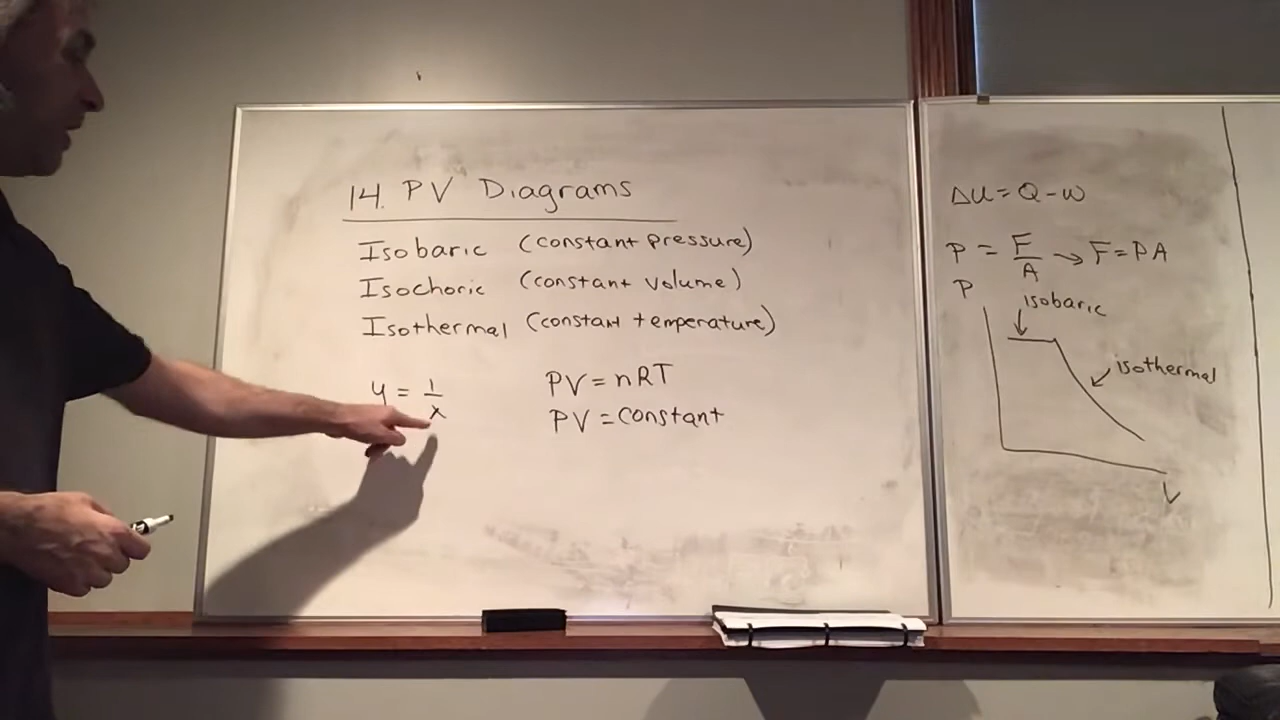 14. PV Diagrams
Isobaric (constant pressure)
Isochoric (constant volume)
Isothermal (constant temperature)
y = 1/x
PV = nRT
PV = constant
ΔU = Q - W
P = F/A → F = PA
P
isobaric
isothermal
V